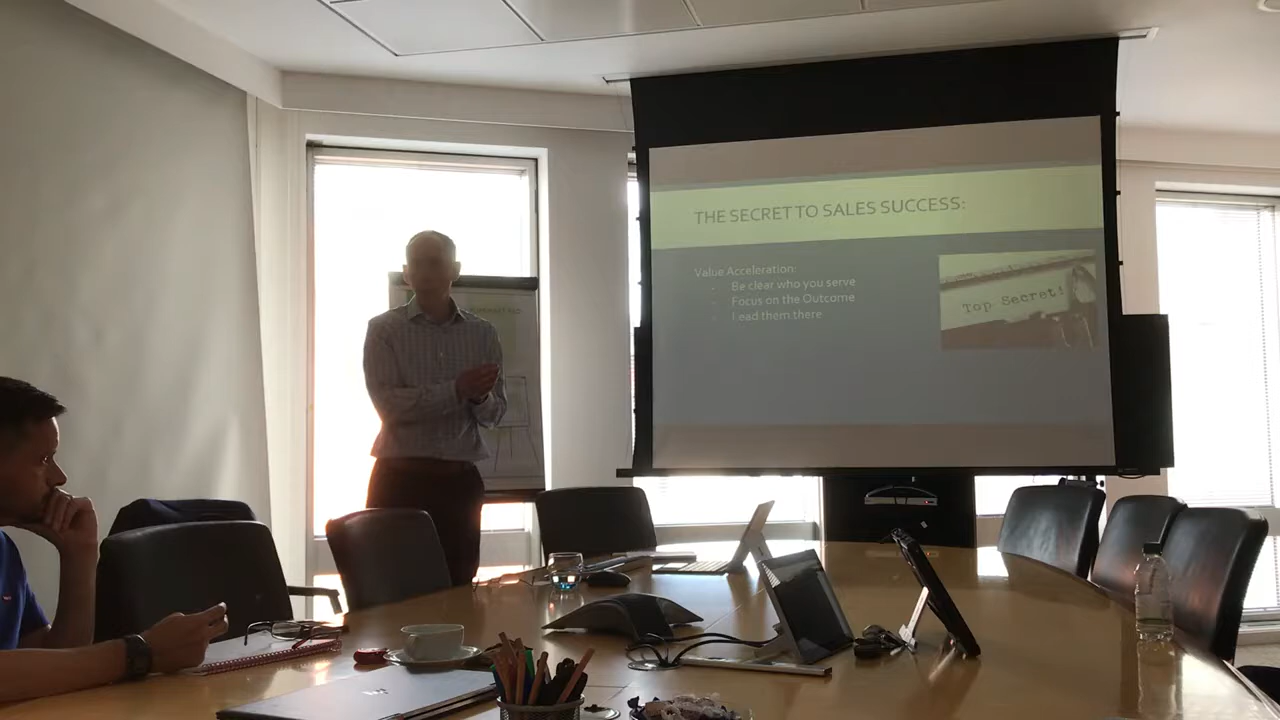 THE SECRET TO SALES SUCCESS:
Value Acceleration:
- Be clear who you serve
- Focus on the Outcome
- Lead them there
Top Secret!